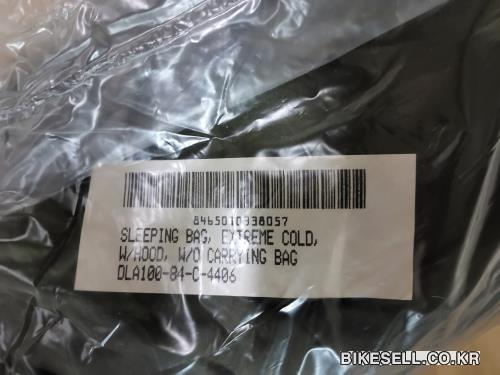 8465010338057
SLEEPING BAG, EXTREME COLD,
W/HOOD, W/O CARRYING BAG
DLA100-84-C-4406
BIKESELL.CO.KR